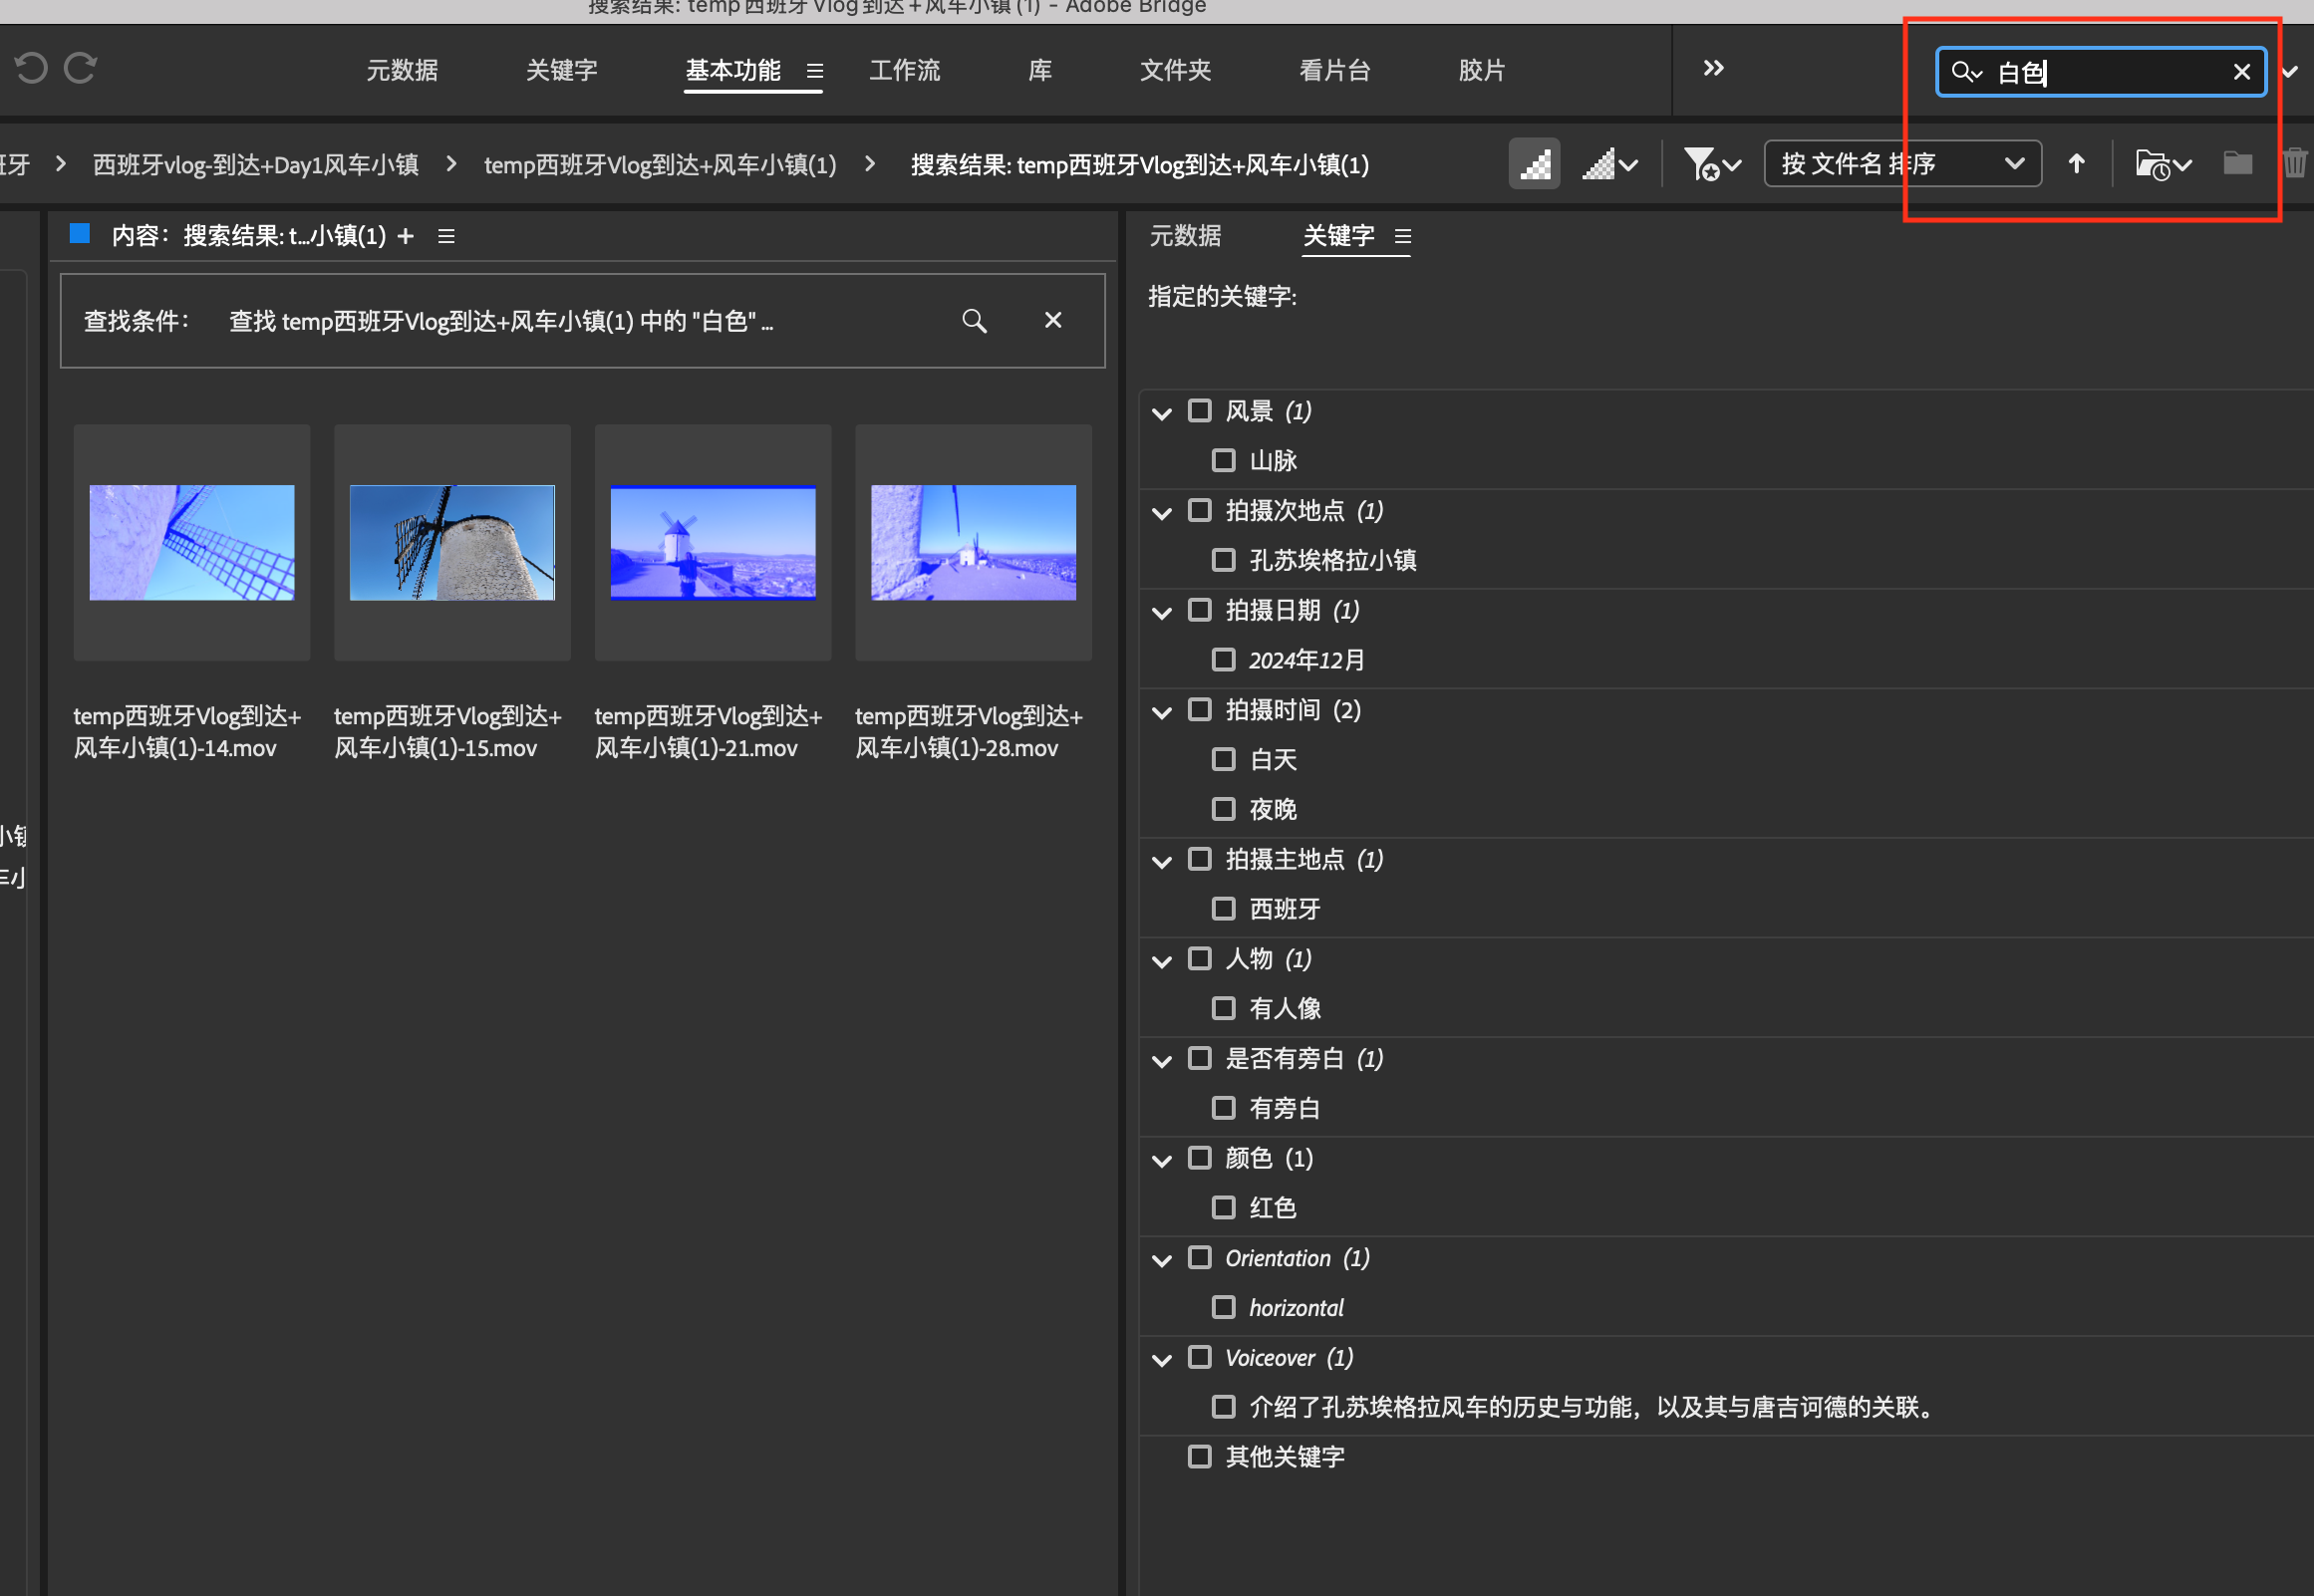 搜索结果: temp西班牙Vlog到达+风车小镇(1) - Adobe Bridge
元数据 关键字 基本功能 工作流 库 文件夹 看片台 胶片 白色
班牙 西班牙vlog-到达+Day1风车小镇 temp西班牙Vlog到达+风车小镇(1) 搜索结果: temp西班牙Vlog到达+风车小镇(1) 按 文件名 排序
内容: 搜索结果: t...小镇(1)
查找条件: 查找 temp西班牙Vlog到达+风车小镇(1) 中的 "白色" ...
temp西班牙Vlog到达+
风车小镇(1)-14.mov
temp西班牙Vlog到达+
风车小镇(1)-15.mov
temp西班牙Vlog到达+
风车小镇(1)-21.mov
temp西班牙Vlog到达+
风车小镇(1)-28.mov
小镇
车小
元数据 关键字
指定的关键字:
风景 (1)
山脉
拍摄次地点 (1)
孔苏埃格拉小镇
拍摄日期 (1)
2024年12月
拍摄时间 (2)
白天
夜晚
拍摄主地点 (1)
西班牙
人物 (1)
有人像
是否有旁白 (1)
有旁白
颜色 (1)
红色
Orientation (1)
horizontal
Voiceover (1)
介绍了孔苏埃格拉风车的历史与功能，以及其与唐吉诃德的关联。
其他关键字